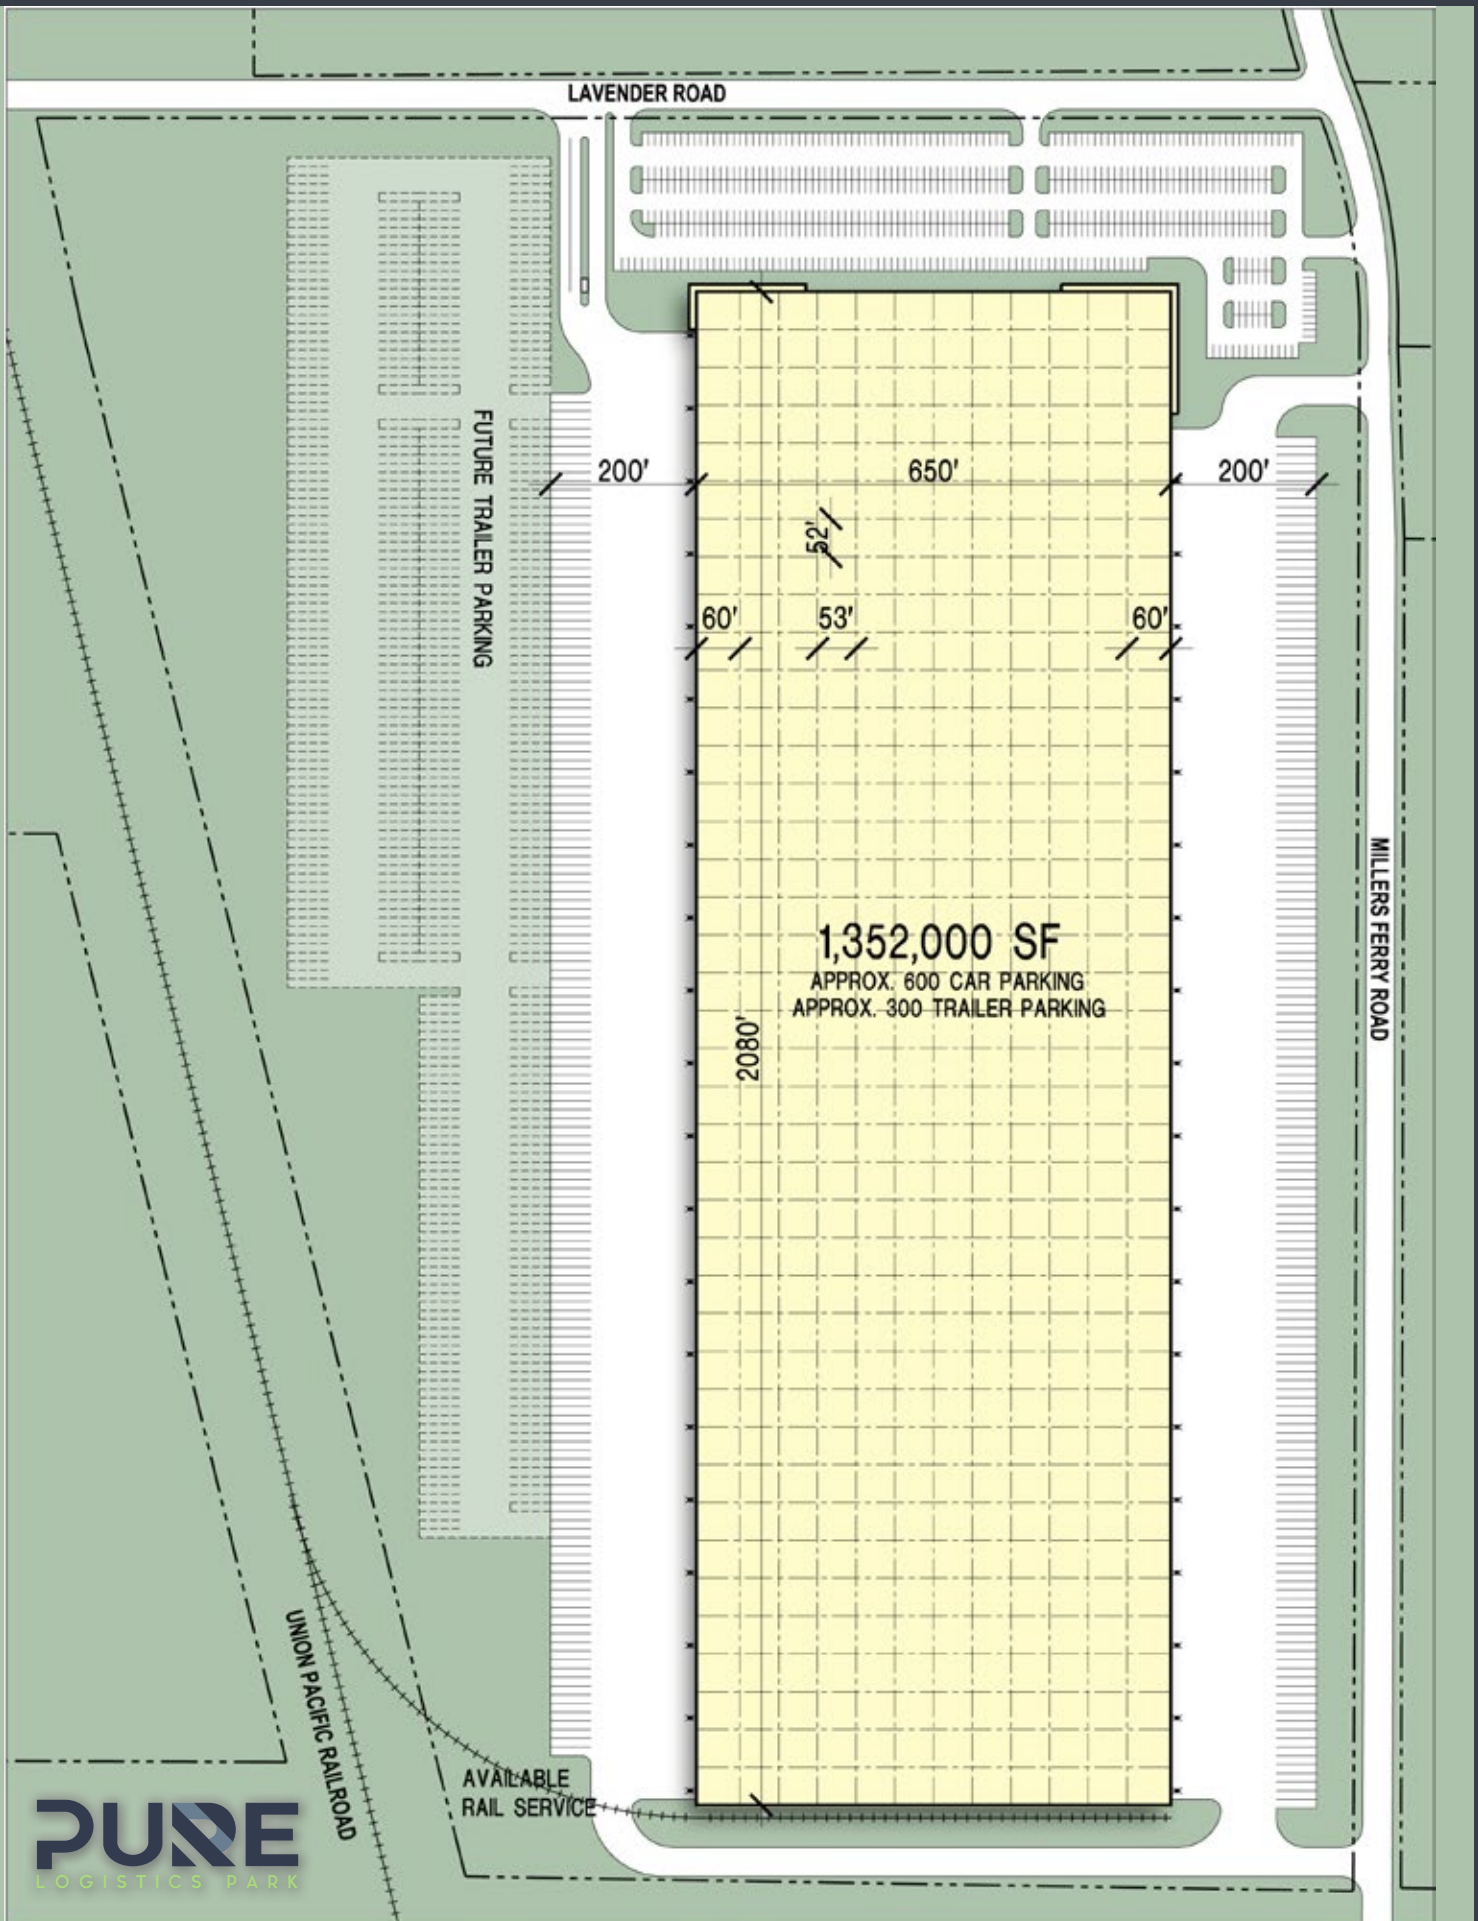 LAVENDER ROAD
FUTURE TRAILER PARKING
200'
650'
200'
52'
60'
53'
60'
1,352,000 SF
APPROX. 600 CAR PARKING
APPROX. 300 TRAILER PARKING
2080'
MILLERS FERRY ROAD
UNION PACIFIC RAILROAD
AVAILABLE
RAIL SERVICE
PURE
LOGISTICS PARK